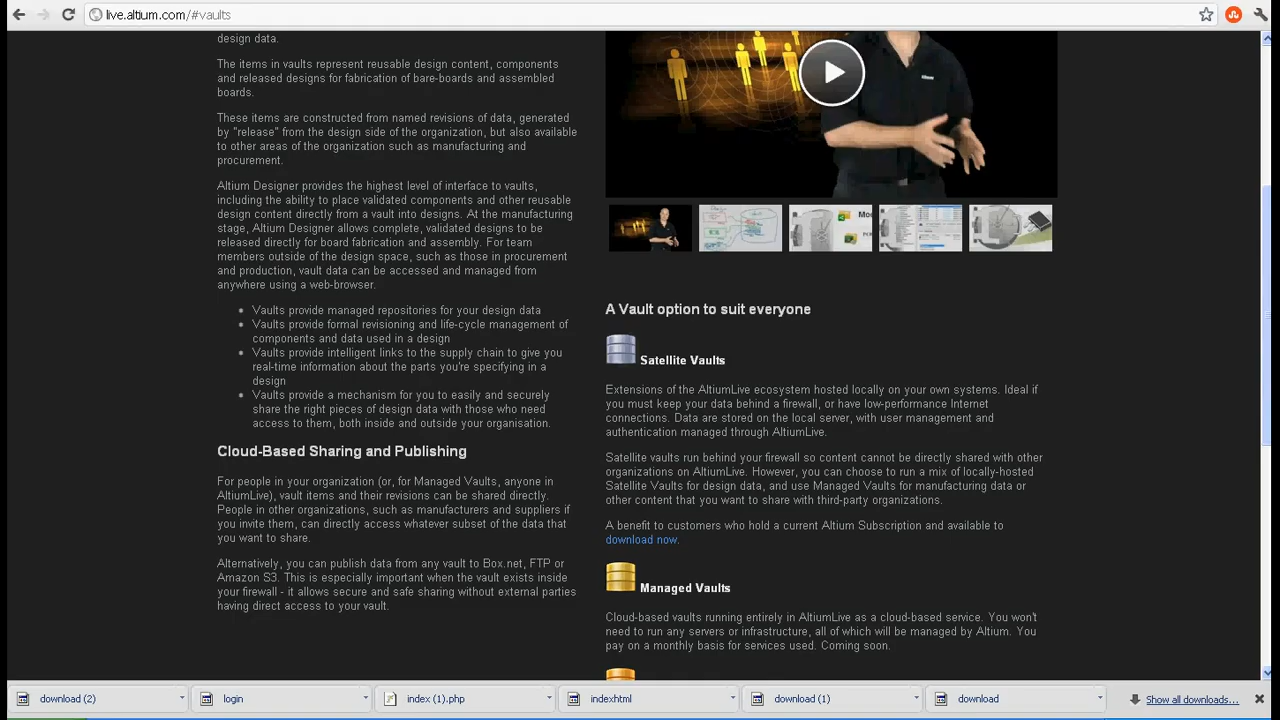 live.altium.com/#vaults
design data.
The items in vaults represent reusable design content, components
and released designs for fabrication of bare-boards and assembled
boards.
These items are constructed from named revisions of data, generated
by "release" from the design side of the organization, but also available
to other areas of the organization such as manufacturing and
procurement.
Altium Designer provides the highest level of interface to vaults,
including the ability to place validated components and other reusable
design content directly from a vault into designs. At the manufacturing
stage, Altium Designer allows complete, validated designs to be
released directly for board fabrication and assembly. For team
members outside of the design space, such as those in procurement
and production, vault data can be accessed and managed from
anywhere using a web-browser.
Vaults provide managed repositories for your design data
Vaults provide formal revisioning and life-cycle management of
components and data used in a design
Vaults provide intelligent links to the supply chain to give you
real-time information about the parts you're specifying in a
design
Vaults provide a mechanism for you to easily and securely
share the right pieces of design data with those who need
access to them, both inside and outside your organisation.
Cloud-Based Sharing and Publishing
For people in your organization (or, for Managed Vaults, anyone in
AltiumLive), vault items and their revisions can be shared directly.
People in other organizations, such as manufacturers and suppliers if
you invite them, can directly access whatever subset of the data that
you want to share.
Alternatively, you can publish data from any vault to Box.net, FTP or
Amazon S3. This is especially important when the vault exists inside
your firewall - it allows secure and safe sharing without external parties
having direct access to your vault.
A Vault option to suit everyone
Satellite Vaults
Extensions of the AltiumLive ecosystem hosted locally on your own systems. Ideal if
you must keep your data behind a firewall, or have low-performance Internet
connections. Data are stored on the local server, with user management and
authentication managed through AltiumLive.
Satellite vaults run behind your firewall so content cannot be directly shared with other
organizations on AltiumLive. However, you can choose to run a mix of locally-hosted
Satellite Vaults for design data, and use Managed Vaults for manufacturing data or
other content that you want to share with third-party organizations.
A benefit to customers who hold a current Altium Subscription and available to
download now.
Managed Vaults
Cloud-based vaults running entirely in AltiumLive as a cloud-based service. You won't
need to run any servers or infrastructure, all of which will be managed by Altium. You
pay on a monthly basis for services used. Coming soon.
download (2)
login
index (1).php
indexhtml
download (1)
download
Show all downloads...